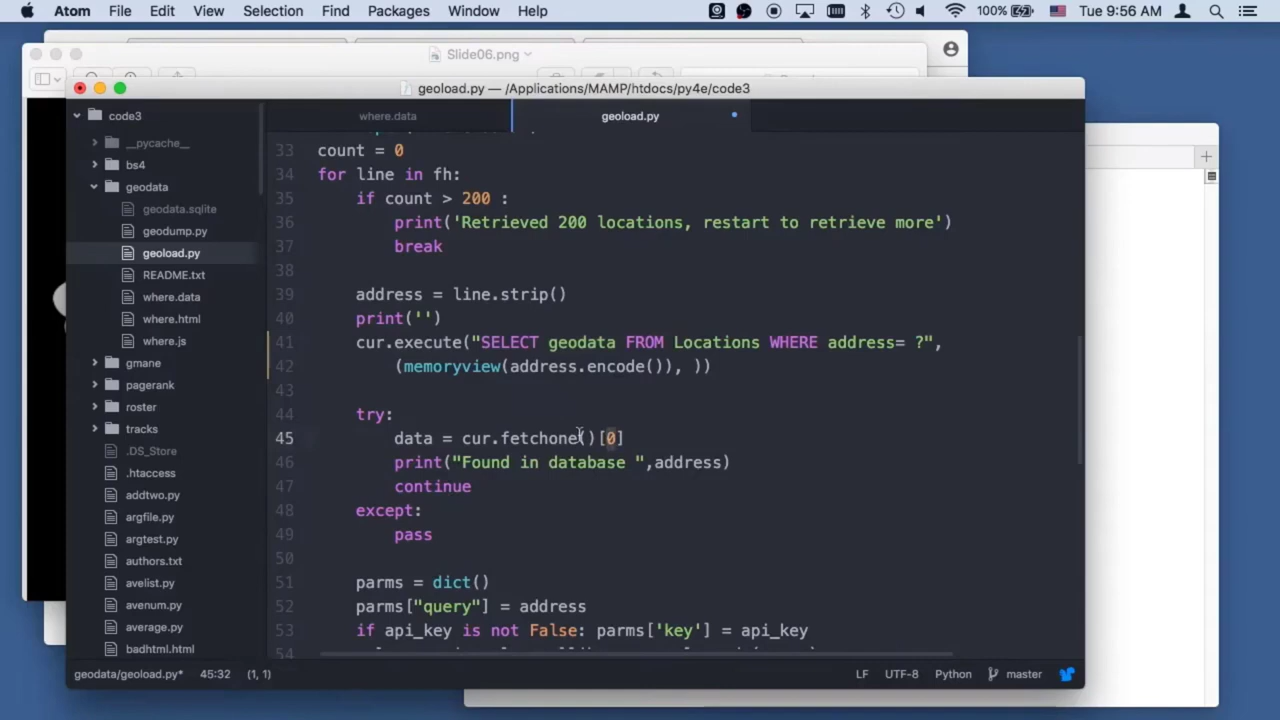 Atom File Edit View Selection Find Packages Window Help 100% Tue 9:56 AM
Slide06.png
geoload.py — /Applications/MAMP/htdocs/py4e/code3
code3
__pycache__
bs4
geodata
geodata.sqlite
geodump.py
geoload.py
README.txt
where.data
where.html
where.js
gmane
pagerank
roster
tracks
.DS_Store
.htaccess
addtwo.py
argfile.py
argtest.py
authors.txt
avelist.py
avenum.py
average.py
badhtml.html
where.data geoload.py
33 count = 0
34 for line in fh:
35 if count > 200 :
36 print('Retrieved 200 locations, restart to retrieve more')
37 break
38
39 address = line.strip()
40 print('')
41 cur.execute("SELECT geodata FROM Locations WHERE address= ?",
42 (memoryview(address.encode()), ))
43
44 try:
45 data = cur.fetchone()[0]
46 print("Found in database ",address)
47 continue
48 except:
49 pass
50
51 parms = dict()
52 parms["query"] = address
53 if api_key is not False: parms['key'] = api_key
54
geodata/geoload.py* 45:32 (1, 1) LF UTF-8 Python master